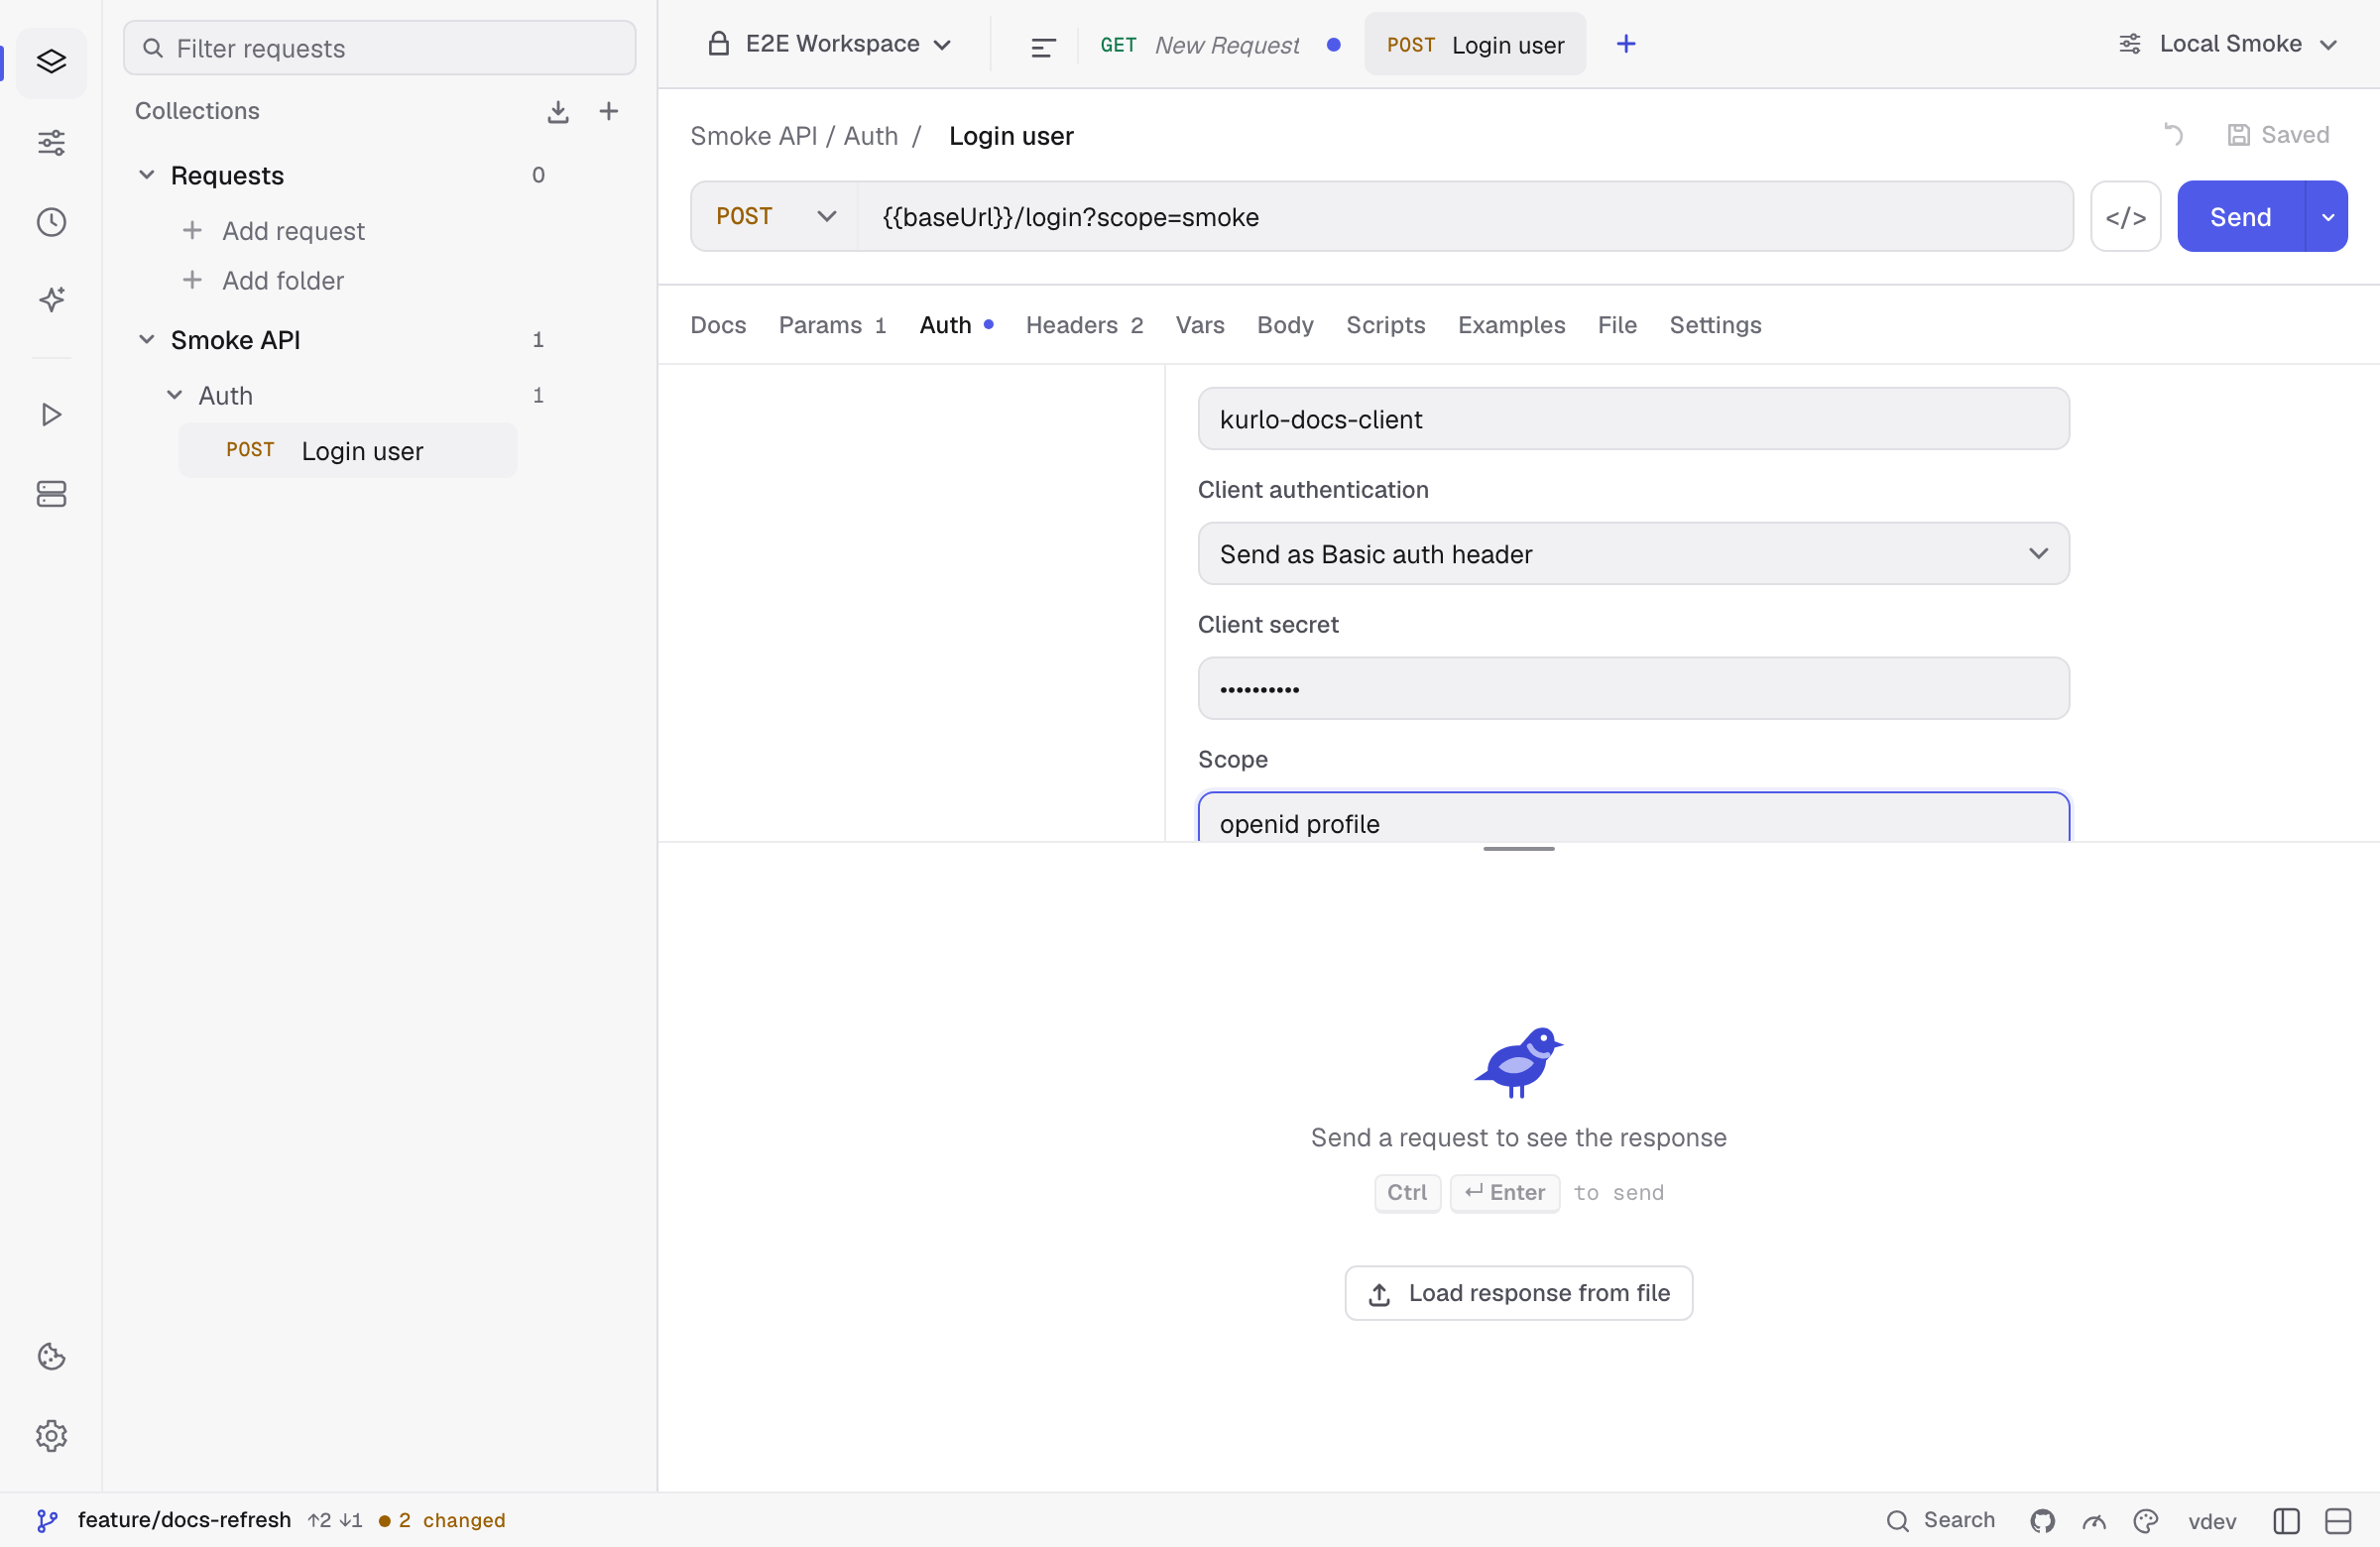 Filter requests
Collections
Requests 0
Add request
Add folder
Smoke API 1
Auth 1
POST Login user
E2E Workspace
GET New Request
POST Login user
Local Smoke
Smoke API / Auth / Login user
Saved
POST {{baseUrl}}/login?scope=smoke
</>
Send
Docs Params 1 Auth Headers 2 Vars Body Scripts Examples File Settings
kurlo-docs-client
Client authentication
Send as Basic auth header
Client secret
••••••••••
Scope
openid profile
Send a request to see the response
Ctrl ↵ Enter to send
Load response from file
feature/docs-refresh ↑2 ↓1 ● 2 changed
Search
vdev